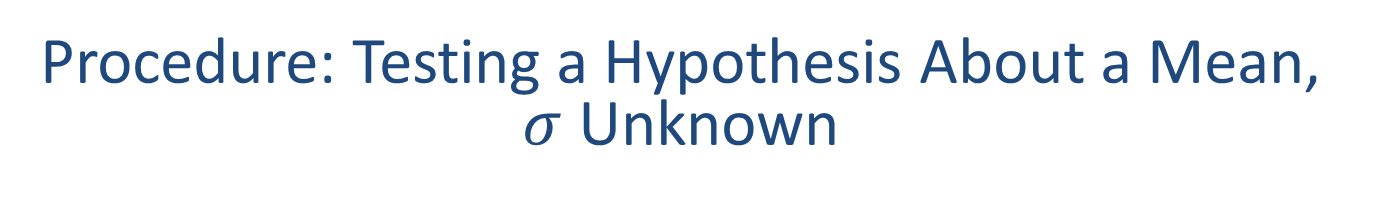 Procedure: Testing a Hypothesis About a Mean,
σ Unknown